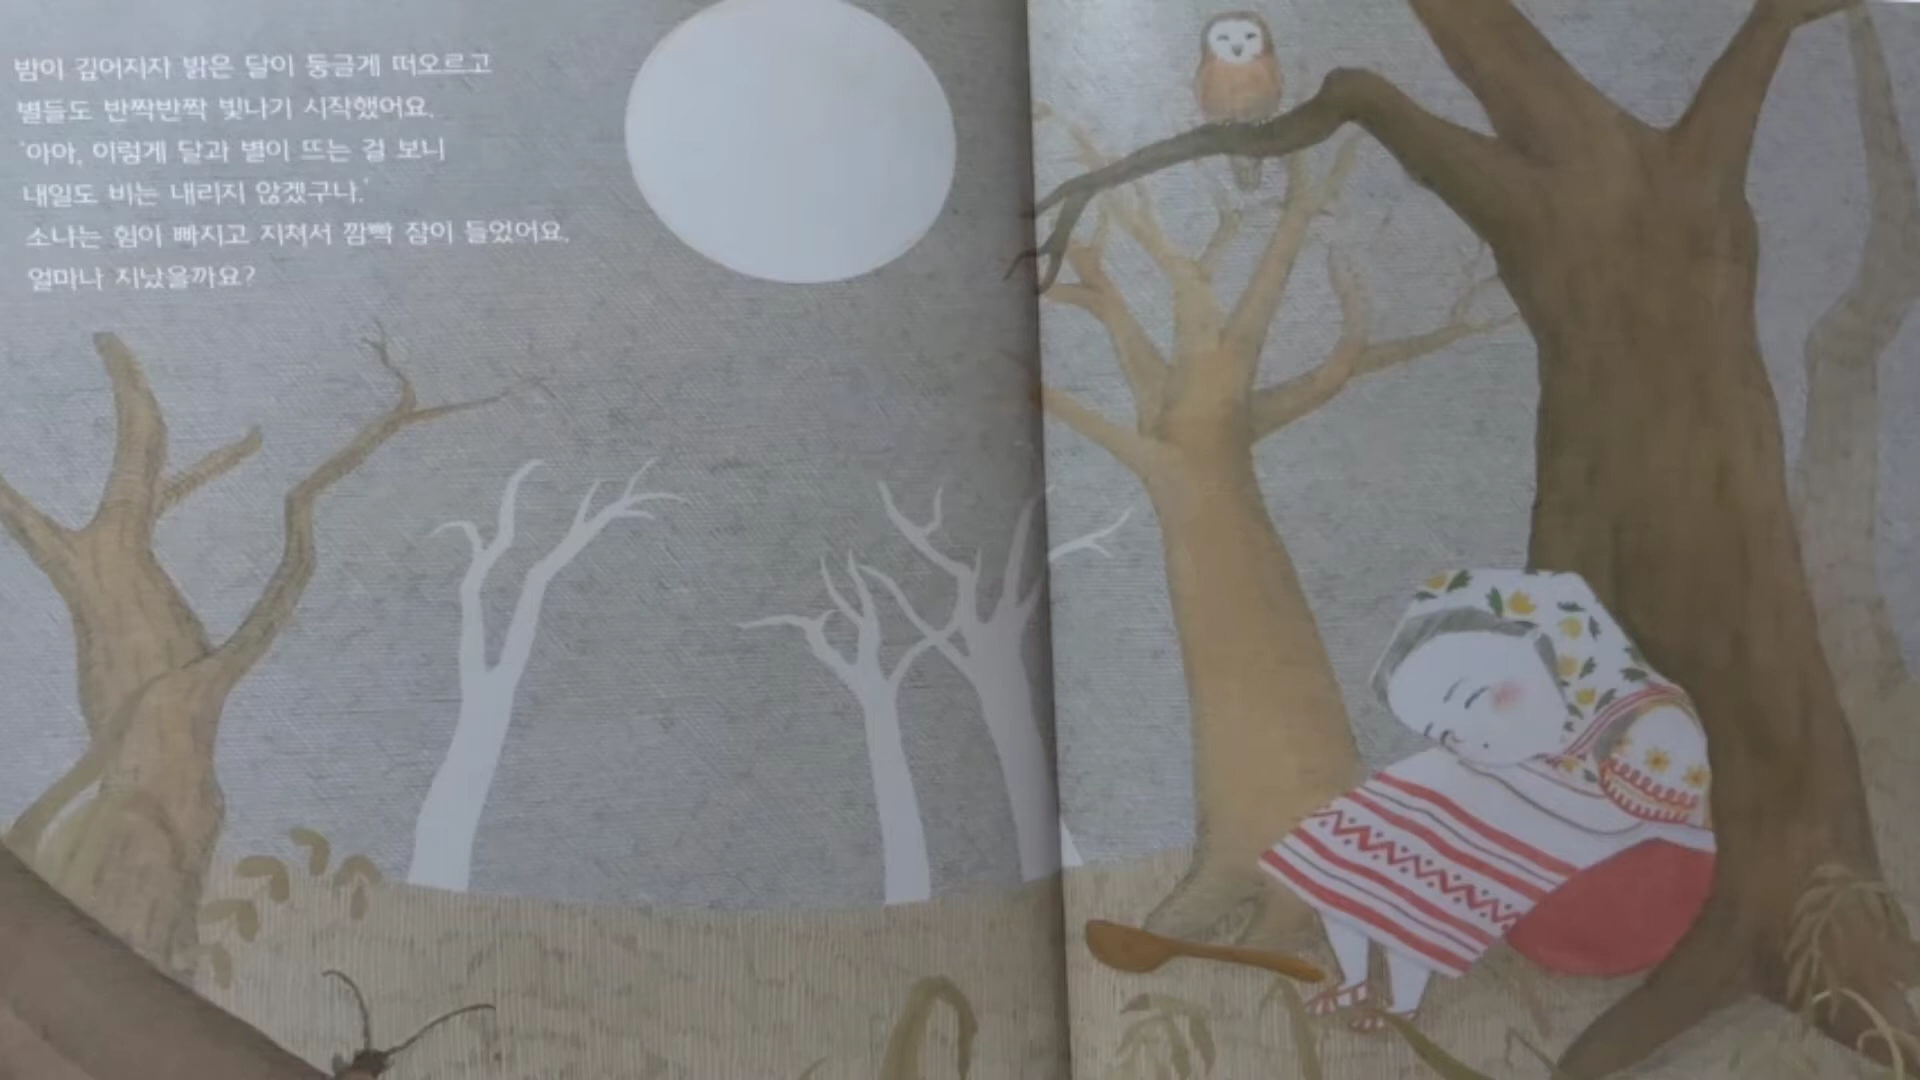 밤이 깊어지자 밝은 달이 둥글게 떠오르고
별들도 반짝반짝 빛나기 시작했어요.
'아아, 이렇게 달과 별이 뜨는 걸 보니
내일도 비는 내리지 않겠구나.'
소냐는 힘이 빠지고 지쳐서 깜빡 잠이 들었어요.
얼마나 지났을까요?